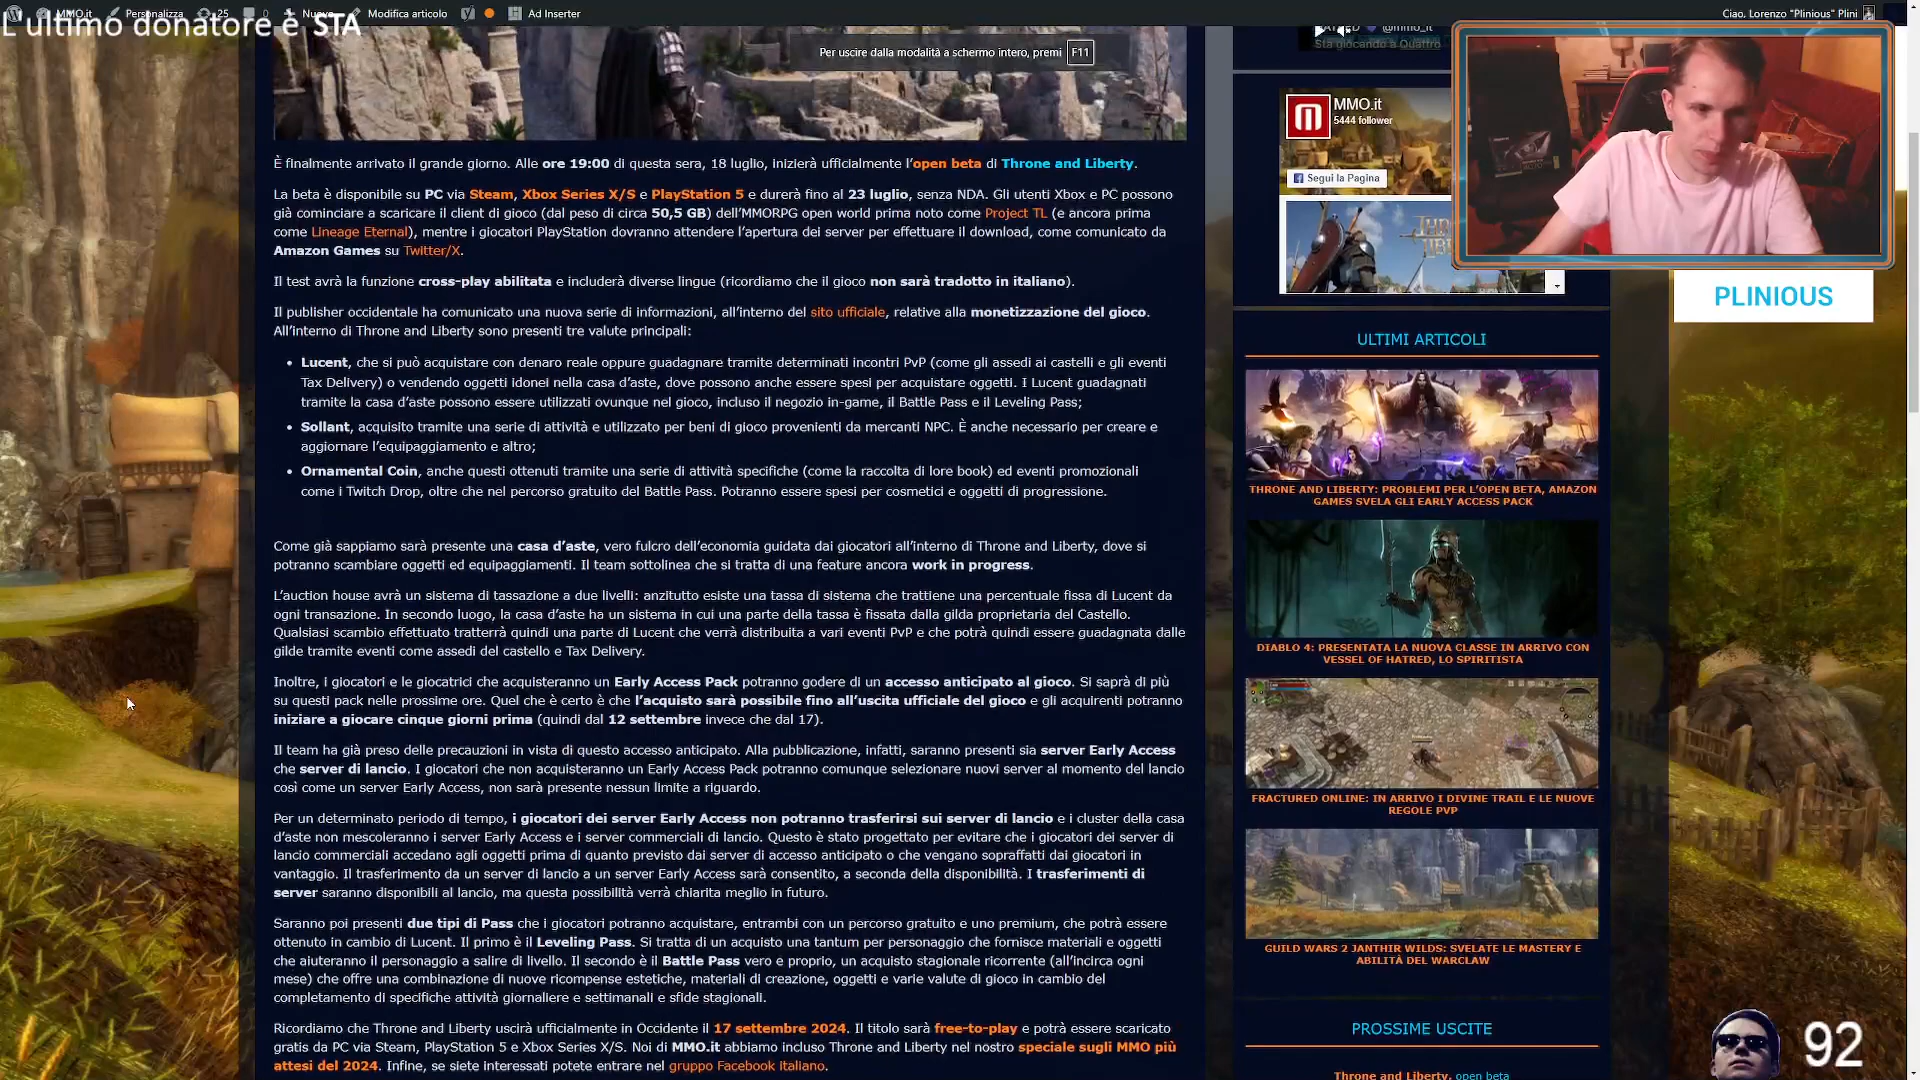 MMO.it Personalizza 25 0 Nuovo Modifica articolo Ad Inserter Ciao, Lorenzo "Plinious" Plini
L'ultimo donatore è STA
Per uscire dalla modalità a schermo intero, premi F11
È finalmente arrivato il grande giorno. Alle ore 19:00 di questa sera, 18 luglio, inizierà ufficialmente l'open beta di Throne and Liberty.
La beta è disponibile su PC via Steam, Xbox Series X/S e PlayStation 5 e durerà fino al 23 luglio, senza NDA. Gli utenti Xbox e PC possono
già cominciare a scaricare il client di gioco (dal peso di circa 50,5 GB) dell'MMORPG open world prima noto come Project TL (e ancora prima
come Lineage Eternal), mentre i giocatori PlayStation dovranno attendere l'apertura dei server per effettuare il download, come comunicato da
Amazon Games su Twitter/X.
Il test avrà la funzione cross-play abilitata e includerà diverse lingue (ricordiamo che il gioco non sarà tradotto in italiano).
Il publisher occidentale ha comunicato una nuova serie di informazioni, all'interno del sito ufficiale, relative alla monetizzazione del gioco.
All'interno di Throne and Liberty sono presenti tre valute principali:
• Lucent, che si può acquistare con denaro reale oppure guadagnare tramite determinati incontri PvP (come gli assedi ai castelli e gli eventi
Tax Delivery) o vendendo oggetti idonei nella casa d'aste, dove possono anche essere spesi per acquistare oggetti. I Lucent guadagnati
tramite la casa d'aste possono essere utilizzati ovunque nel gioco, incluso il negozio in-game, il Battle Pass e il Leveling Pass;
• Sollant, acquisito tramite una serie di attività e utilizzato per beni di gioco provenienti da mercanti NPC. È anche necessario per creare e
aggiornare l'equipaggiamento e altro;
• Ornamental Coin, anche questi ottenuti tramite una serie di attività specifiche (come la raccolta di lore book) ed eventi promozionali
come i Twitch Drop, oltre che nel percorso gratuito del Battle Pass. Potranno essere spesi per cosmetici e oggetti di progressione.
Come già sappiamo sarà presente una casa d'aste, vero fulcro dell'economia guidata dai giocatori all'interno di Throne and Liberty, dove si
potranno scambiare oggetti ed equipaggiamenti. Il team sottolinea che si tratta di una feature ancora work in progress.
L'auction house avrà un sistema di tassazione a due livelli: anzitutto esiste una tassa di sistema che trattiene una percentuale fissa di Lucent da
ogni transazione. In secondo luogo, la casa d'aste ha un sistema in cui una parte della tassa è fissata dalla gilda proprietaria del Castello.
Qualsiasi scambio effettuato tratterrà quindi una parte di Lucent che verrà distribuita a vari eventi PvP e che potrà quindi essere guadagnata dalle
gilde tramite eventi come assedi del castello e Tax Delivery.
Inoltre, i giocatori e le giocatrici che acquisteranno un Early Access Pack potranno godere di un accesso anticipato al gioco. Si saprà di più
su questi pack nelle prossime ore. Quel che è certo è che l'acquisto sarà possibile fino all'uscita ufficiale del gioco e gli acquirenti potranno
iniziare a giocare cinque giorni prima (quindi dal 12 settembre invece che dal 17).
Il team ha già preso delle precauzioni in vista di questo accesso anticipato. Alla pubblicazione, infatti, saranno presenti sia server Early Access
che server di lancio. I giocatori che non acquisteranno un Early Access Pack potranno comunque selezionare nuovi server al momento del lancio
così come un server Early Access, non sarà presente nessun limite a riguardo.
Per un determinato periodo di tempo, i giocatori dei server Early Access non potranno trasferirsi sui server di lancio e i cluster della casa
d'aste non mescoleranno i server Early Access e i server commerciali di lancio. Questo è stato progettato per evitare che i giocatori dei server di
lancio commerciali accedano agli oggetti prima di quanto previsto dai server di accesso anticipato o che vengano sopraffatti dai giocatori in
vantaggio. Il trasferimento da un server di lancio a un server Early Access sarà consentito, a seconda della disponibilità. I trasferimenti di
server saranno disponibili al lancio, ma questa possibilità verrà chiarita meglio in futuro.
Saranno poi presenti due tipi di Pass che i giocatori potranno acquistare, entrambi con un percorso gratuito e uno premium, che potrà essere
ottenuto in cambio di Lucent. Il primo è il Leveling Pass. Si tratta di un acquisto una tantum per personaggio che fornisce materiali e oggetti
che aiuteranno il personaggio a salire di livello. Il secondo è il Battle Pass vero e proprio, un acquisto stagionale ricorrente (all'incirca ogni
mese) che offre una combinazione di nuove ricompense estetiche, materiali di creazione, oggetti e varie valute di gioco in cambio del
completamento di specifiche attività giornaliere e settimanali e sfide stagionali.
Ricordiamo che Throne and Liberty uscirà ufficialmente in Occidente il 17 settembre 2024. Il titolo sarà free-to-play e potrà essere scaricato
gratis da PC via Steam, PlayStation 5 e Xbox Series X/S. Noi di MMO.it abbiamo incluso Throne and Liberty nel nostro speciale sugli MMO più
attesi del 2024. Infine, se siete interessati potete entrare nel gruppo Facebook italiano.
@mmo_it
Sta giocando a Quattro
MMO.it
5444 follower
Segui la Pagina
PLINIOUS
ULTIMI ARTICOLI
THRONE AND LIBERTY: PROBLEMI PER L'OPEN BETA, AMAZON
GAMES SVELA GLI EARLY ACCESS PACK
DIABLO 4: PRESENTATA LA NUOVA CLASSE IN ARRIVO CON
VESSEL OF HATRED, LO SPIRITISTA
FRACTURED ONLINE: IN ARRIVO I DIVINE TRAIL E LE NUOVE
REGOLE PVP
GUILD WARS 2 JANTHIR WILDS: SVELATE LE MASTERY E
ABILITÀ DEL WARCLAW
PROSSIME USCITE
Throne and Liberty, open beta
92